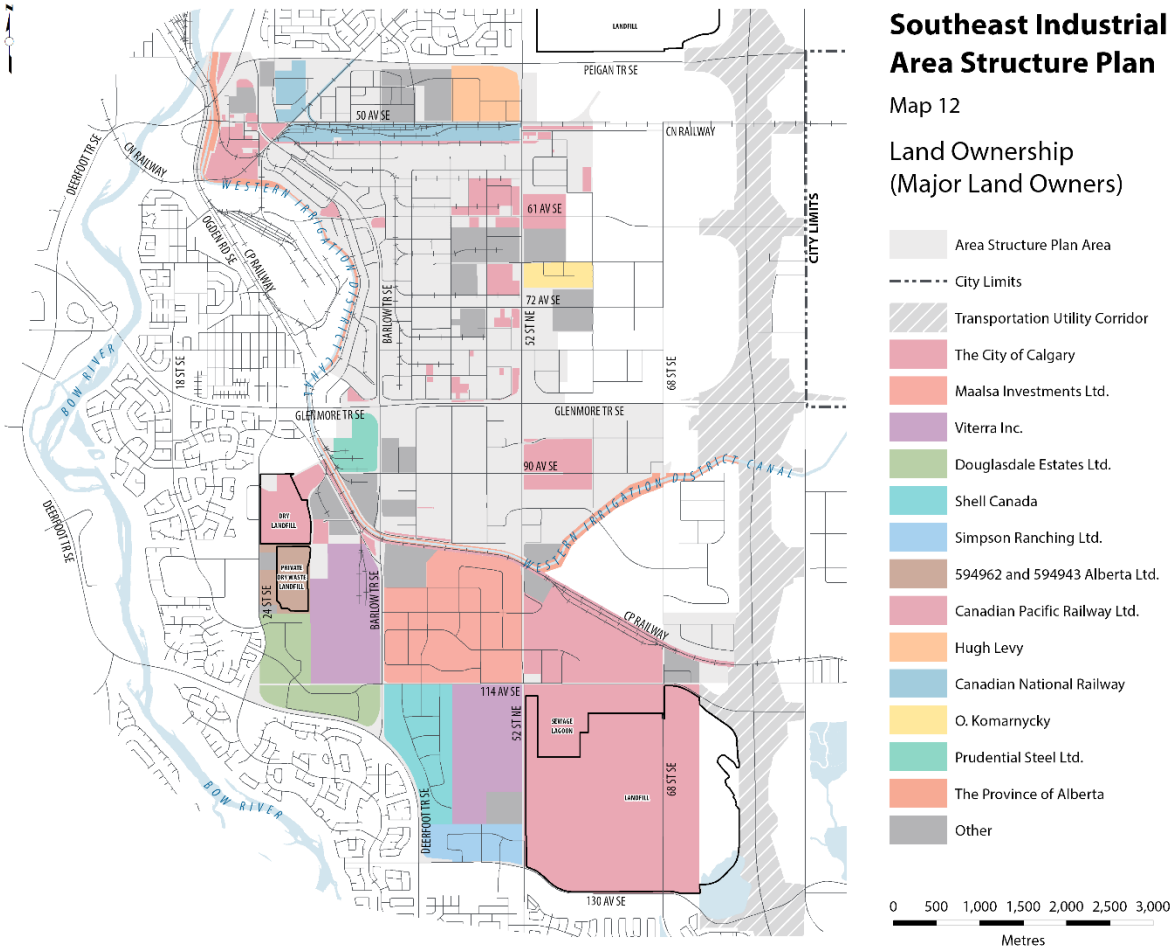 N
LANDFILL
PEIGAN TR SE
50 AV SE
CN RAILWAY
DEERFOOT TR SE
CN RAILWAY
WESTERN IRRIGATION DISTRICT CANAL
OGDEN RD SE
CP RAILWAY
61 AV SE
CITY LIMITS
BARLOW TR SE
72 AV SE
52 ST NE
18 ST SE
68 ST SE
BOW RIVER
GLENMORE TR SE
GLENMORE TR SE
90 AV SE
WESTERN IRRIGATION DISTRICT CANAL
DEERFOOT TR SE
DRY
LANDFILL
PRIVATE
DRY WASTE
LANDFILL
24 ST SE
BARLOW TR SE
CP RAILWAY
114 AV SE
52 ST NE
SEWAGE
LAGOON
LANDFILL
68 ST SE
BOW RIVER
DEERFOOT TR SE
130 AV SE
Southeast Industrial
Area Structure Plan
Map 12
Land Ownership
(Major Land Owners)
Area Structure Plan Area
City Limits
Transportation Utility Corridor
The City of Calgary
Maalsa Investments Ltd.
Viterra Inc.
Douglasdale Estates Ltd.
Shell Canada
Simpson Ranching Ltd.
594962 and 594943 Alberta Ltd.
Canadian Pacific Railway Ltd.
Hugh Levy
Canadian National Railway
O. Komarnycky
Prudential Steel Ltd.
The Province of Alberta
Other
0 500 1,000 1,500 2,000 2,500 3,000
Metres